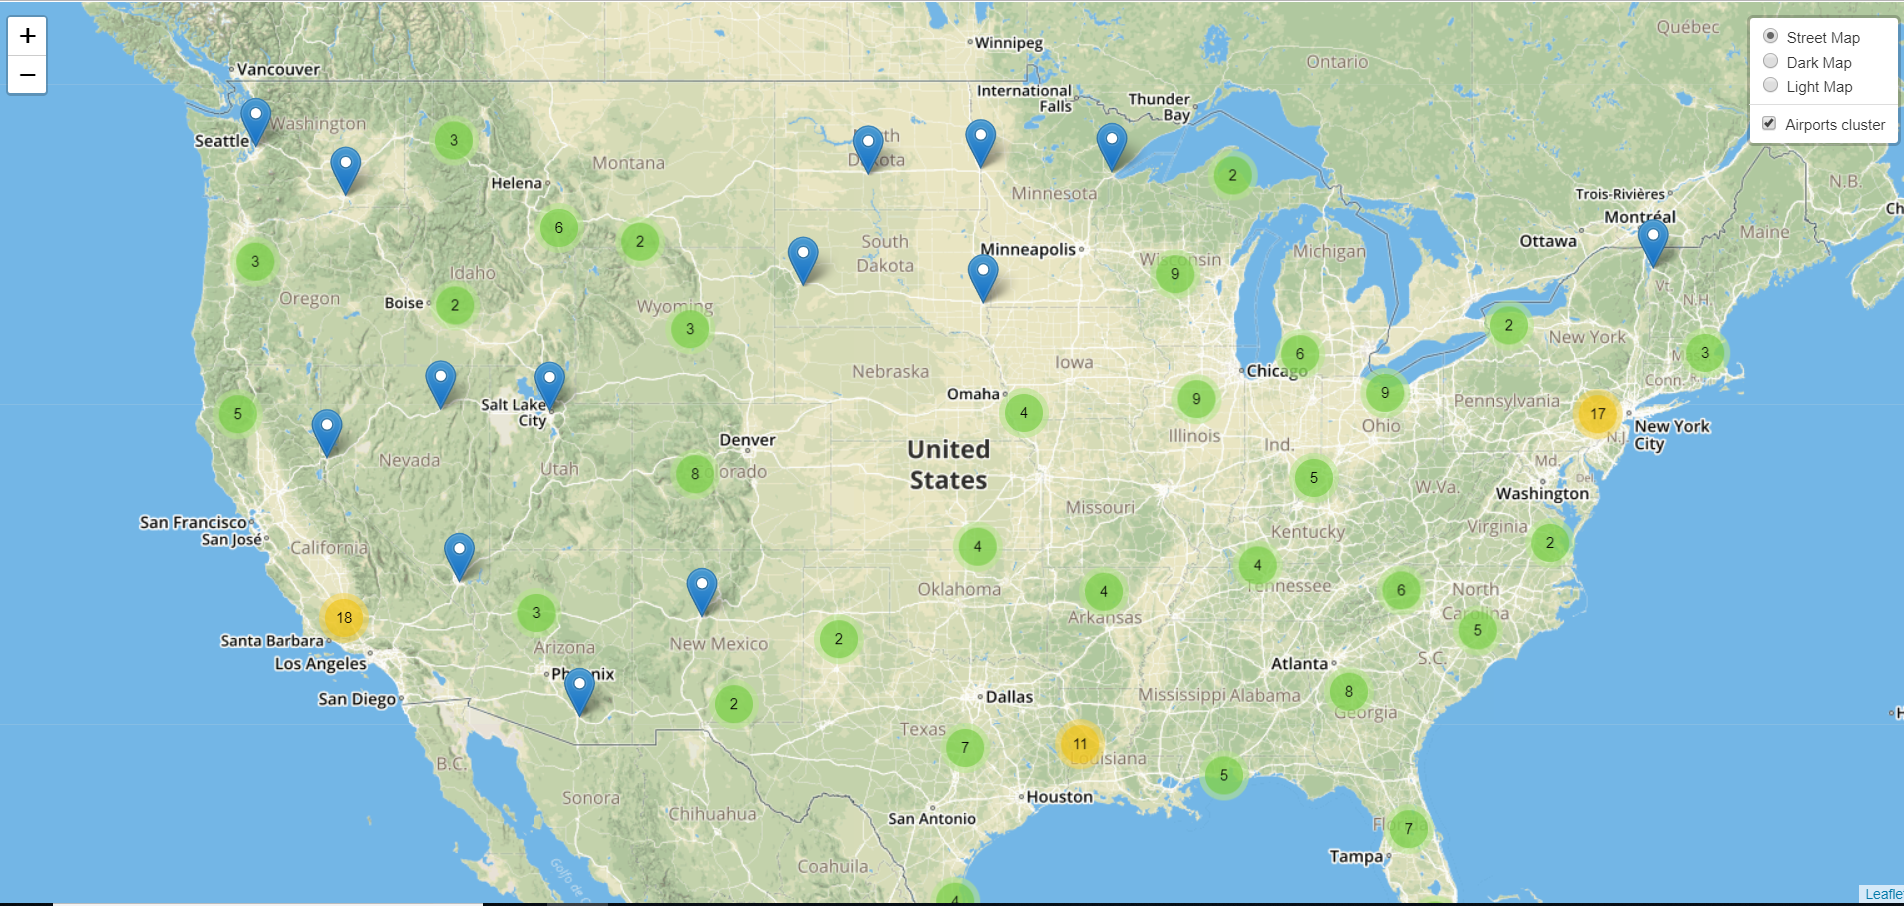 +
−
Street Map
Dark Map
Light Map
Airports cluster
Québec
Winnipeg
Ontario
Vancouver
International
Falls
Thunder
Bay
Washington
Seattle
3
Montana
Helena
Minnesota
2
Trois-Rivières
N.B.
Montréal
Ottawa
Maine
6
2
South
Dakota
Minneapolis
Michigan
9
3
Idaho
Oregon
Boise
2
Wyoming
3
Vt.
N.H.
2
New York
Iowa
6
Chicago
3
Conn.
Nebraska
Omaha
4
9
9
Pennsylvania
Salt Lake
City
5
17
New York
City
N.J.
Ohio
Illinois
Ind.
Denver
United
States
Nevada
Utah
8
5
Md.
Del.
W.Va.
Washington
Missouri
San Francisco
San José
California
Kentucky
Virginia
2
4
4
Oklahoma
4
Arkansas
Tennessee
6
North
Carolina
5
3
18
Santa Barbara
Los Angeles
San Diego
Arizona
New Mexico
2
Atlanta
S.C.
2
Dallas
Mississippi
Alabama
8
Georgia
Texas
7
11
Louisiana
5
B.C.
Sonora
Chihuahua
Houston
San Antonio
7
Tampa
Coahuila
Golfo de
4